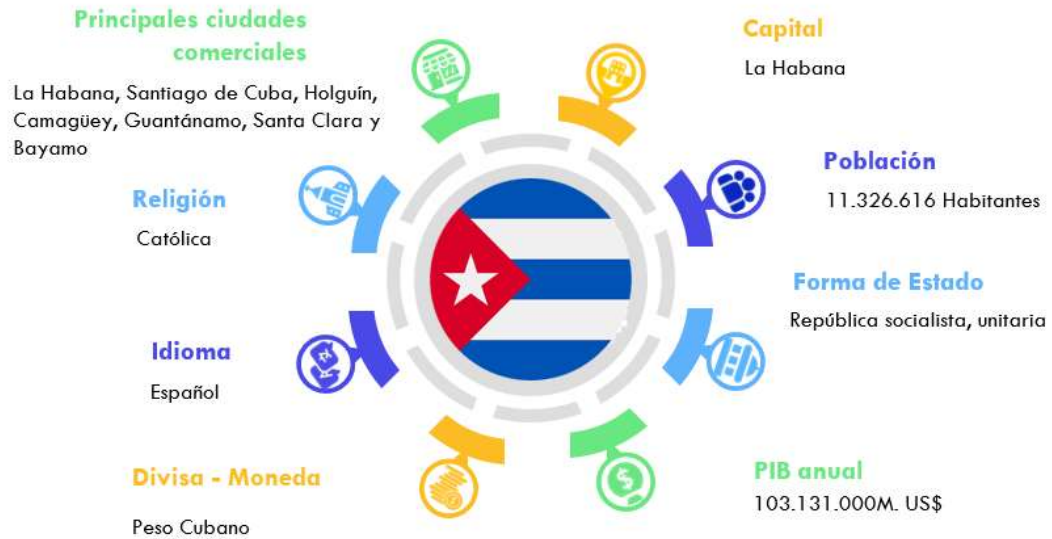 Principales ciudades
comerciales
La Habana, Santiago de Cuba, Holguín,
Camagüey, Guantánamo, Santa Clara y
Bayamo
Capital
La Habana
Religión
Católica
Población
11.326.616 Habitantes
Idioma
Español
Forma de Estado
República socialista, unitaria
Divisa - Moneda
Peso Cubano
PIB anual
103.131.000M. US$